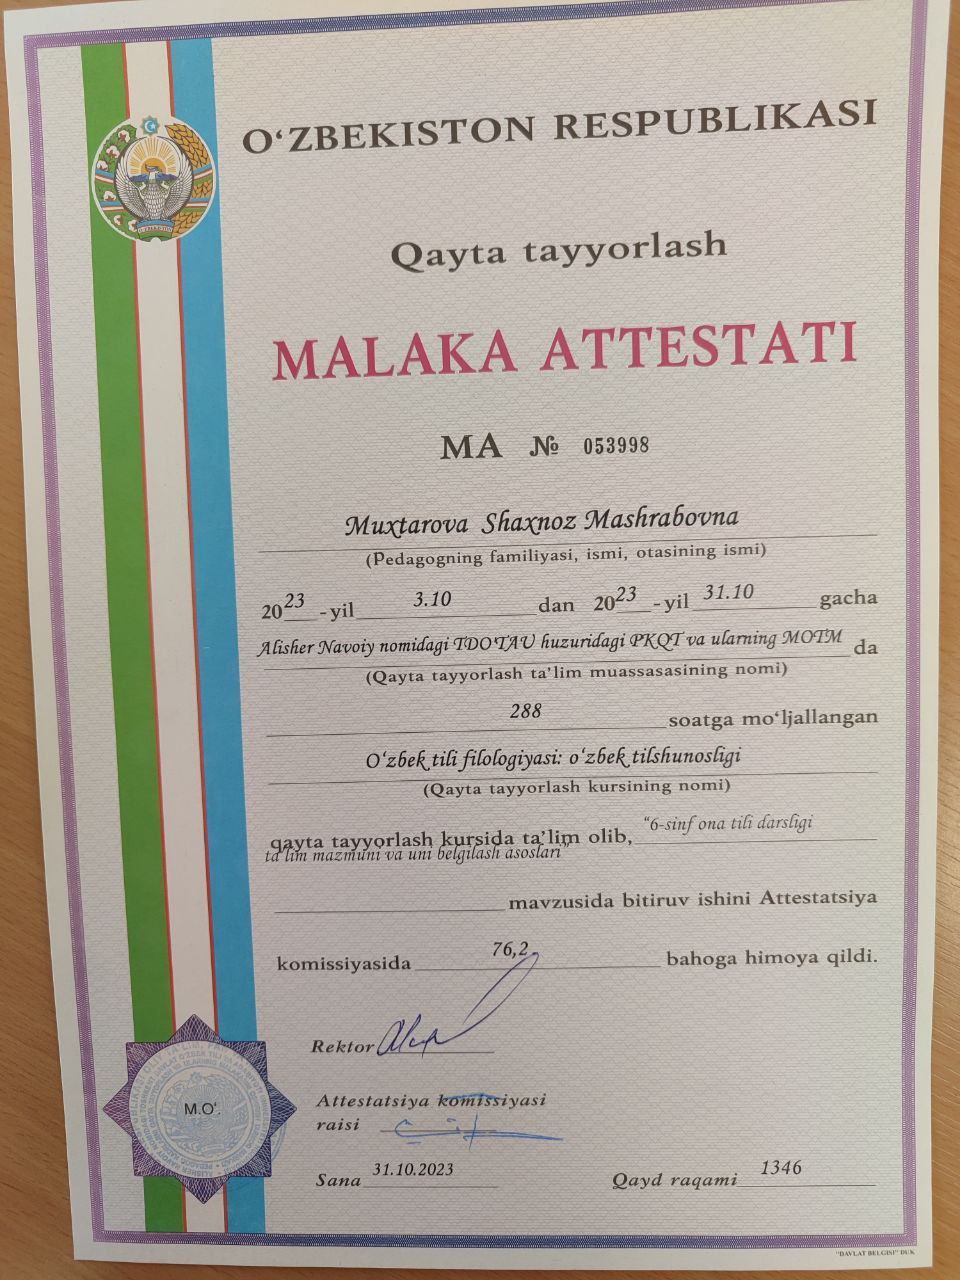 O‘ZBEKISTON RESPUBLIKASI
Qayta tayyorlash
MALAKA ATTESTATI
MA № 053998
Muxtarova Shaxnoz Mashrabovna
(Pedagogning familiyasi, ismi, otasining ismi)
2023-yil 3.10 dan 2023-yil 31.10 gacha
Alisher Navoiy nomidagi TDO‘TAU huzuridagi PKQT va ularning MOTM da
(Qayta tayyorlash ta’lim muassasasining nomi)
288 soatga mo‘ljallangan
O‘zbek tili filologiyasi: o‘zbek tilshunosligi
(Qayta tayyorlash kursining nomi)
qayta tayyorlash kursida ta’lim olib, “6-sinf ona tili darsligi
ta’lim mazmuni va uni belgilash asoslari”
mavzusida bitiruv ishini Attestatsiya
komissiyasida 76,2 bahoga himoya qildi.
Rektor
Attestatsiya komissiyasi
raisi
M.O‘.
Sana 31.10.2023
Qayd raqami 1346
"DAVLAT BELGISI" DUK